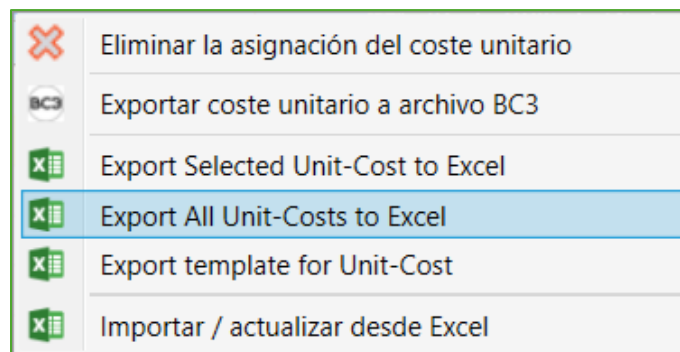 Eliminar la asignación del coste unitario
BC3 Exportar coste unitario a archivo BC3
Export Selected Unit-Cost to Excel
Export All Unit-Costs to Excel
Export template for Unit-Cost
Importar / actualizar desde Excel